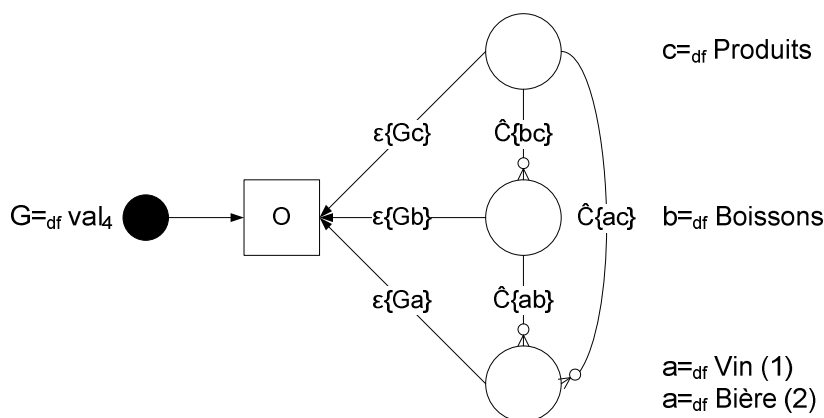 c=df Produits
ε{Gc}
Ĉ{bc}
G=df val4
O
ε{Gb}
Ĉ{ac}
b=df Boissons
ε{Ga}
Ĉ{ab}
a=df Vin (1)
a=df Bière (2)